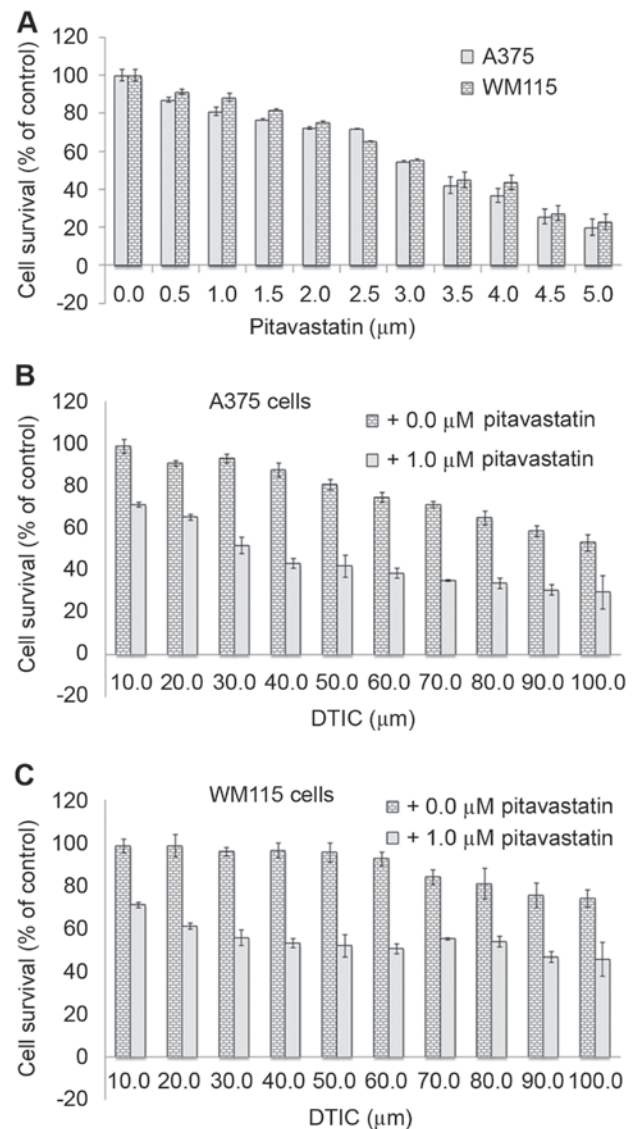 A
Cell survival (% of control)
120
100
80
60
40
20
0
-20
A375
WM115
0.0 0.5 1.0 1.5 2.0 2.5 3.0 3.5 4.0 4.5 5.0
Pitavastatin (μm)
B
Cell survival (% of control)
120
100
80
60
40
20
0
-20
A375 cells
+ 0.0 μM pitavastatin
+ 1.0 μM pitavastatin
10.0 20.0 30.0 40.0 50.0 60.0 70.0 80.0 90.0 100.0
DTIC (μm)
C
Cell survival (% of control)
120
100
80
60
40
20
0
-20
WM115 cells
+ 0.0 μM pitavastatin
+ 1.0 μM pitavastatin
10.0 20.0 30.0 40.0 50.0 60.0 70.0 80.0 90.0 100.0
DTIC (μm)